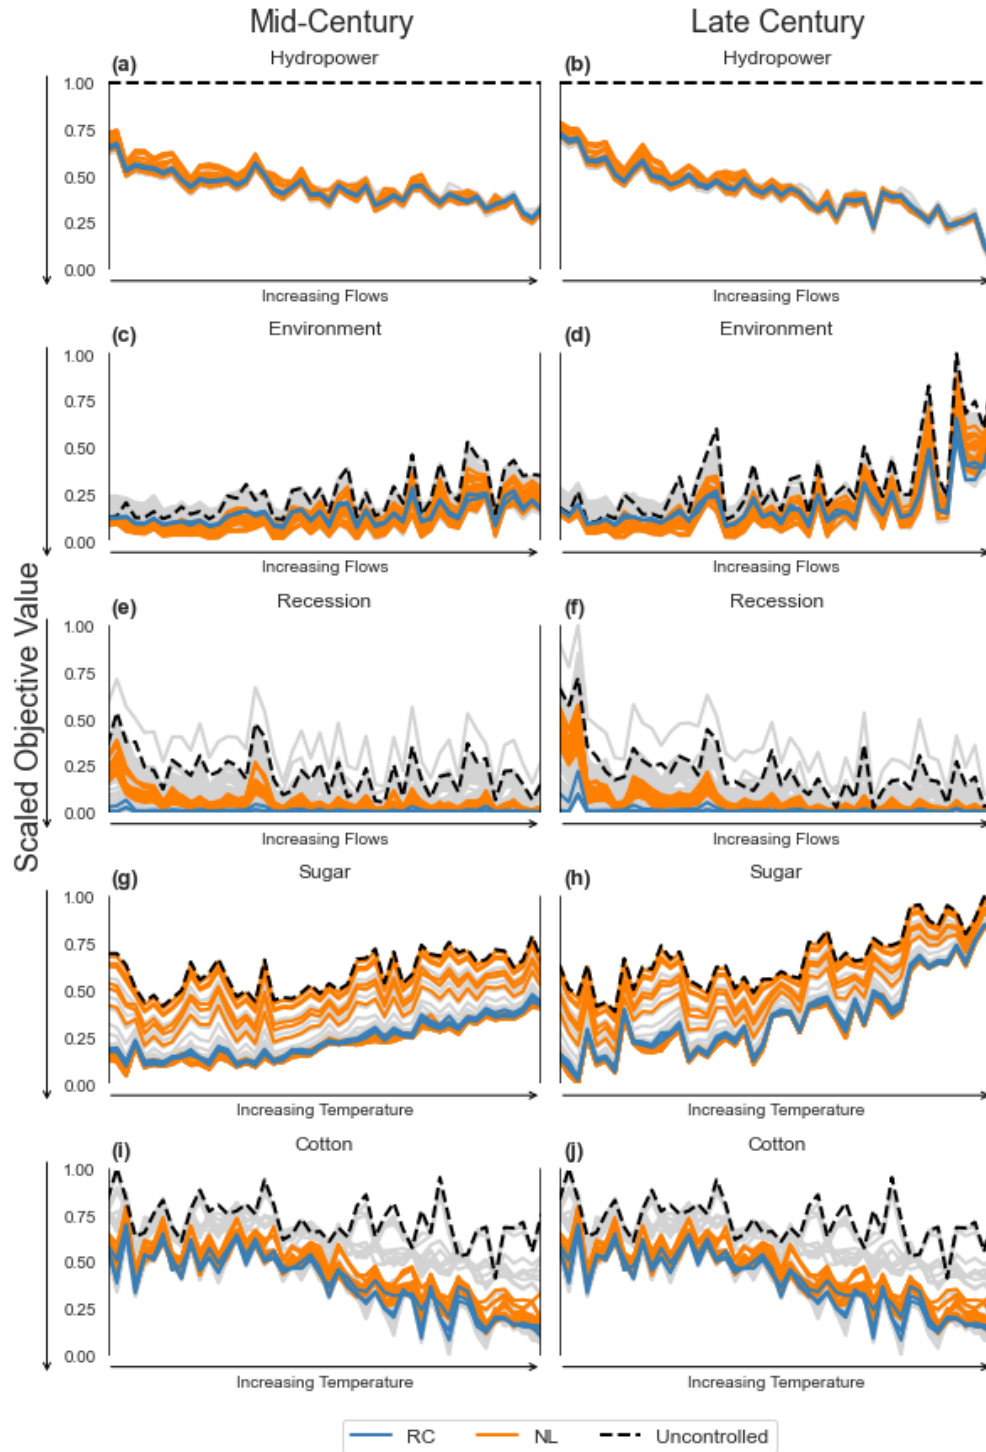 Mid-Century Late Century
(a) Hydropower (b) Hydropower
1.00
0.75
0.50
0.25
0.00
Increasing Flows Increasing Flows
(c) Environment (d) Environment
1.00
0.75
0.50
0.25
0.00
Increasing Flows Increasing Flows
Scaled Objective Value
(e) Recession (f) Recession
1.00
0.75
0.50
0.25
0.00
Increasing Flows Increasing Flows
(g) Sugar (h) Sugar
1.00
0.75
0.50
0.25
0.00
Increasing Temperature Increasing Temperature
(i) Cotton (j) Cotton
1.00
0.75
0.50
0.25
0.00
Increasing Temperature Increasing Temperature
RC NL Uncontrolled